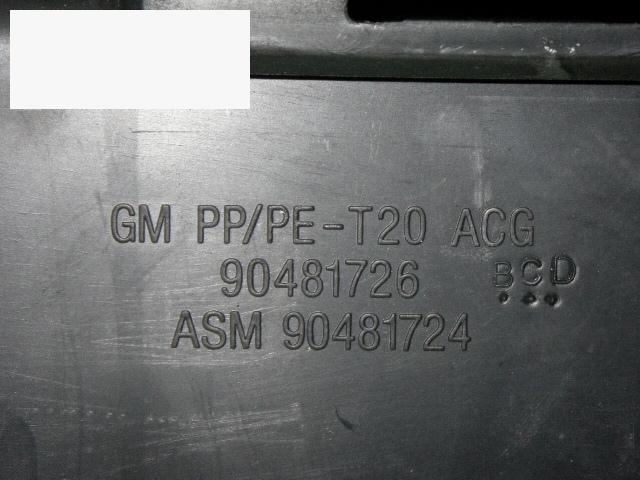 GM PP/PE-T20 ACG
90481726 BCD
ASM 90481724